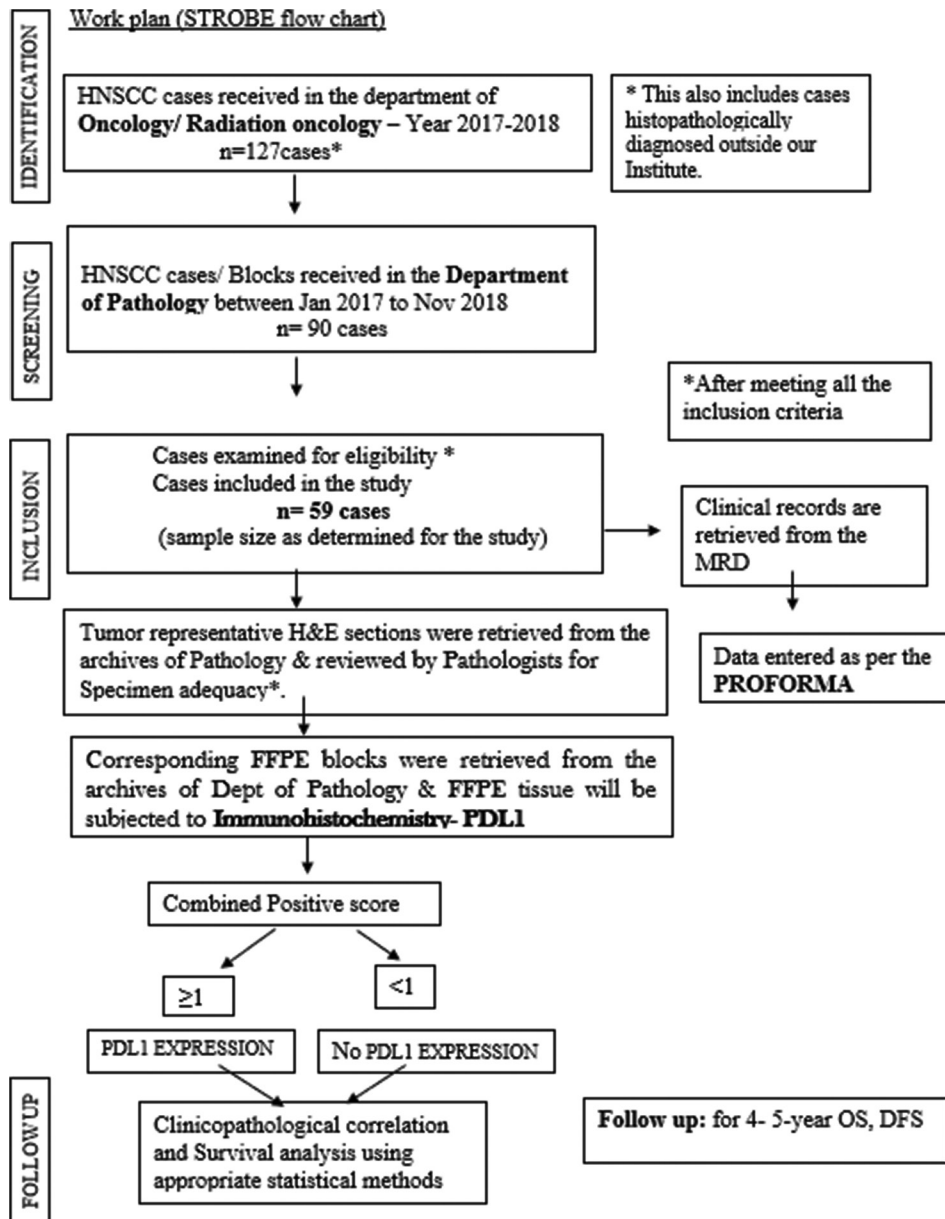 Work plan (STROBE flow chart)
IDENTIFICATION
HNSCC cases received in the department of
Oncology/ Radiation oncology – Year 2017-2018
n=127cases*
* This also includes cases
histopathologically
diagnosed outside our
Institute.
SCREENING
HNSCC cases/ Blocks received in the Department
of Pathology between Jan 2017 to Nov 2018
n= 90 cases
*After meeting all the
inclusion criteria
INCLUSION
Cases examined for eligibility *
Cases included in the study
n= 59 cases
(sample size as determined for the study)
Clinical records are
retrieved from the
MRD
Data entered as per the
PROFORMA
Tumor representative H&E sections were retrieved from the
archives of Pathology & reviewed by Pathologists for
Specimen adequacy*.
Corresponding FFPE blocks were retrieved from the
archives of Dept of Pathology & FFPE tissue will be
subjected to Immunohistochemistry- PDL1
Combined Positive score
≥1
<1
PDL1 EXPRESSION
No PDL1 EXPRESSION
FOLLOW UP
Clinicopathological correlation
and Survival analysis using
appropriate statistical methods
Follow up: for 4- 5-year OS, DFS